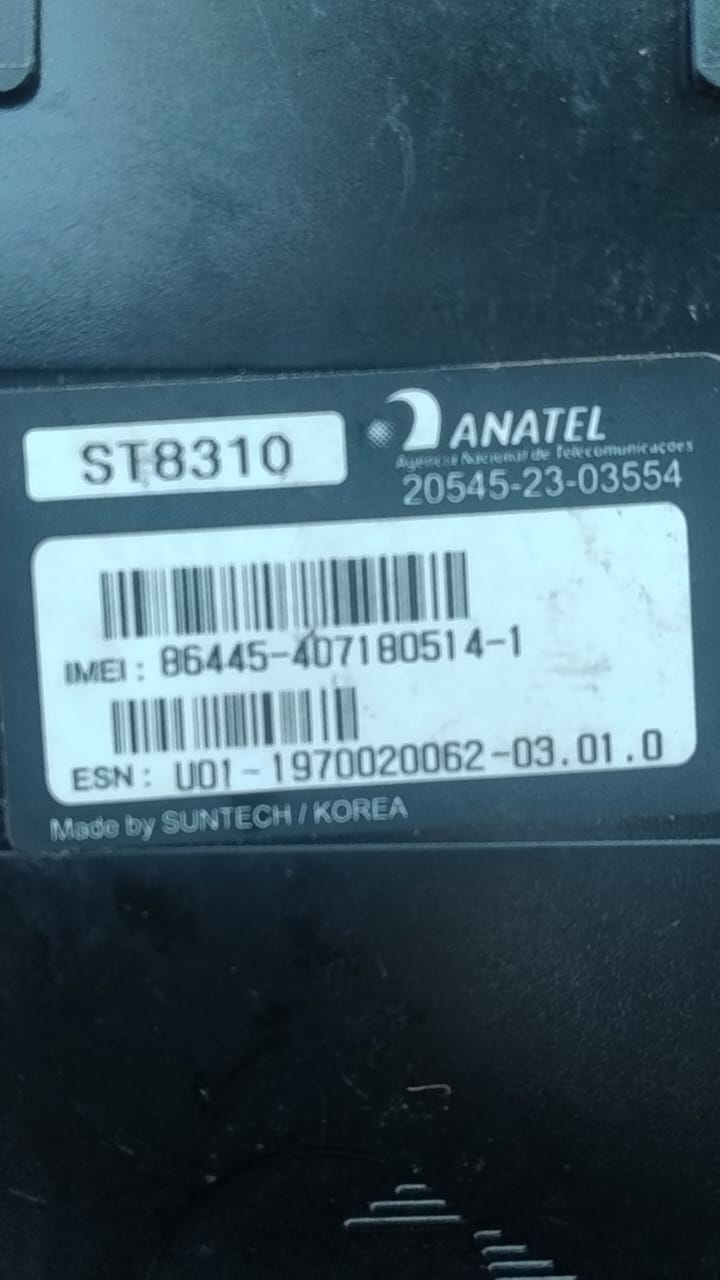 ST8310
ANATEL
Agência Nacional de Telecomunicações
20545-23-03554
IMEI: 86445-407180514-1
ESN: U01-1970020062-03.01.0
Made by SUNTECH / KOREA